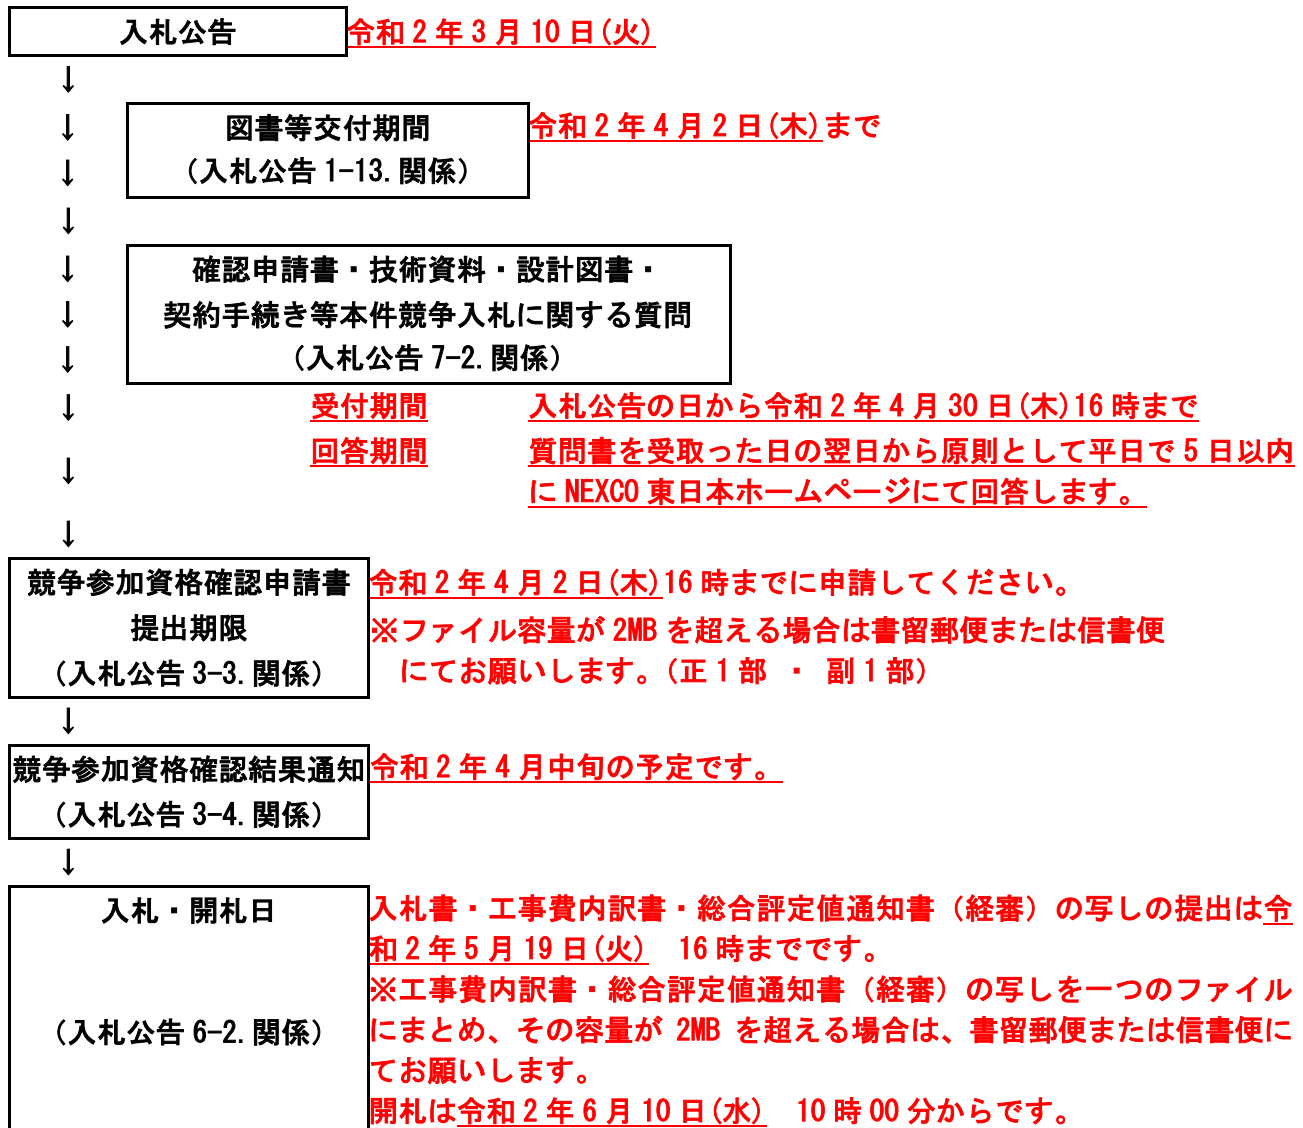 入札公告 令和2年3月10日(火)
↓
↓ 図書等交付期間 令和2年4月2日(木)まで
↓ (入札公告1-13.関係)
↓
↓ 確認申請書・技術資料・設計図書・
↓ 契約手続き等本件競争入札に関する質問
↓ (入札公告7-2.関係)
↓ 受付期間 入札公告の日から令和2年4月30日(木)16時まで
↓ 回答期間 質問書を受取った日の翌日から原則として平日で5日以内
にNEXCO東日本ホームページにて回答します。
↓
競争参加資格確認申請書 令和2年4月2日(木)16時までに申請してください。
提出期限 ※ファイル容量が2MBを超える場合は書留郵便または信書便
(入札公告3-3.関係) にてお願いします。(正1部 ・ 副1部)
↓
競争参加資格確認結果通知 令和2年4月中旬の予定です。
(入札公告3-4.関係)
↓
入札・開札日 入札書・工事費内訳書・総合評定値通知書(経審)の写しの提出は令
和2年5月19日(火) 16時までです。
※工事費内訳書・総合評定値通知書(経審)の写しを一つのファイル
(入札公告6-2.関係) にまとめ、その容量が 2MB を超える場合は、書留郵便または信書便に
てお願いします。
開札は令和2年6月10日(水) 10時00分からです。